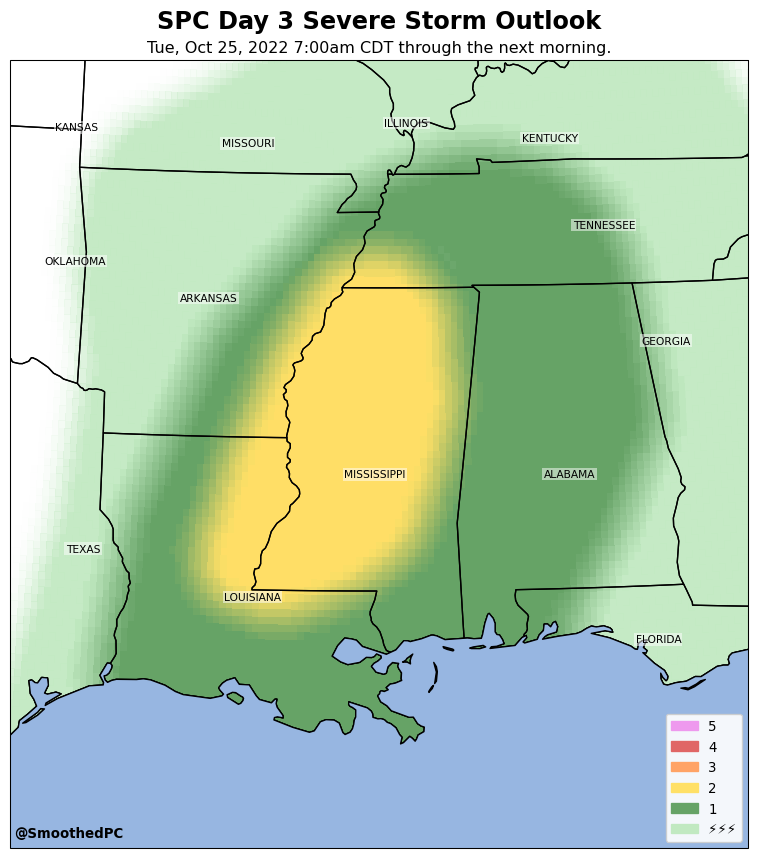 SPC Day 3 Severe Storm Outlook
Tue, Oct 25, 2022 7:00am CDT through the next morning.
KANSAS
ILLINOIS
MISSOURI
KENTUCKY
TENNESSEE
OKLAHOMA
ARKANSAS
GEORGIA
MISSISSIPPI
ALABAMA
TEXAS
LOUISIANA
FLORIDA
5
4
3
2
1
⚡⚡⚡
@SmoothedPC